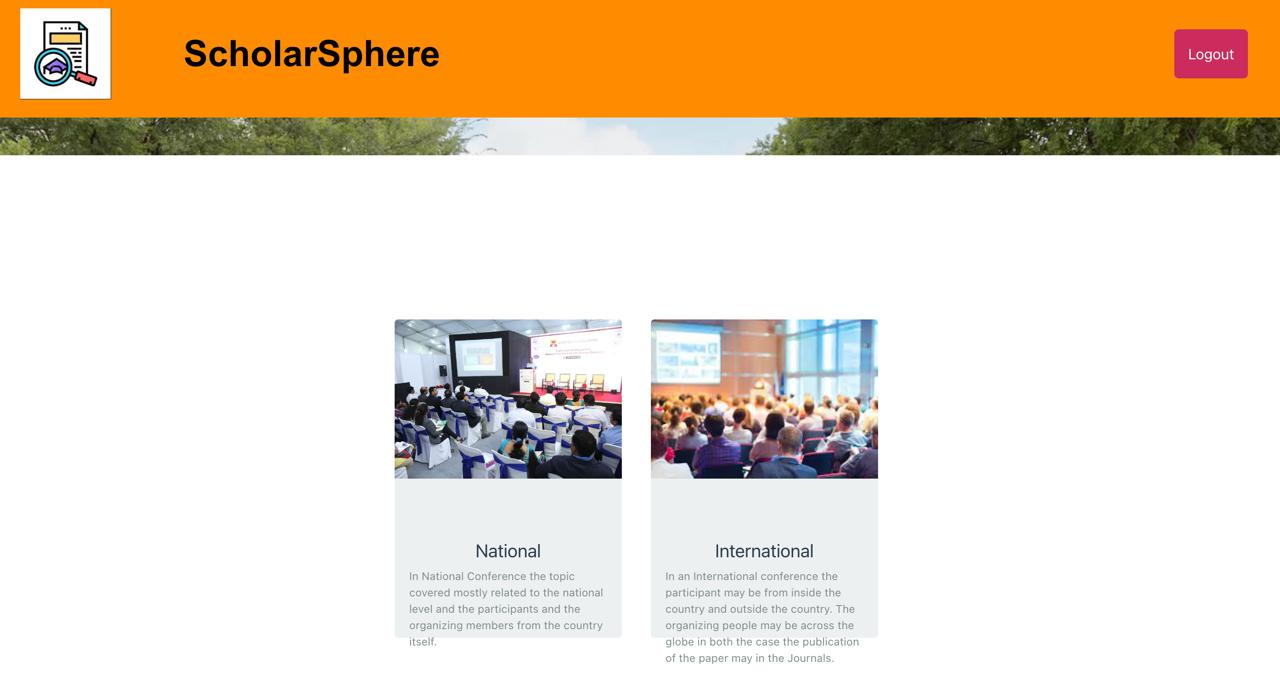 ScholarSphere
Logout
National
In National Conference the topic
covered mostly related to the national
level and the participants and the
organizing members from the country
itself.
International
In an International conference the
participant may be from inside the
country and outside the country. The
organizing people may be across the
globe in both the case the publication
of the paper may in the Journals.